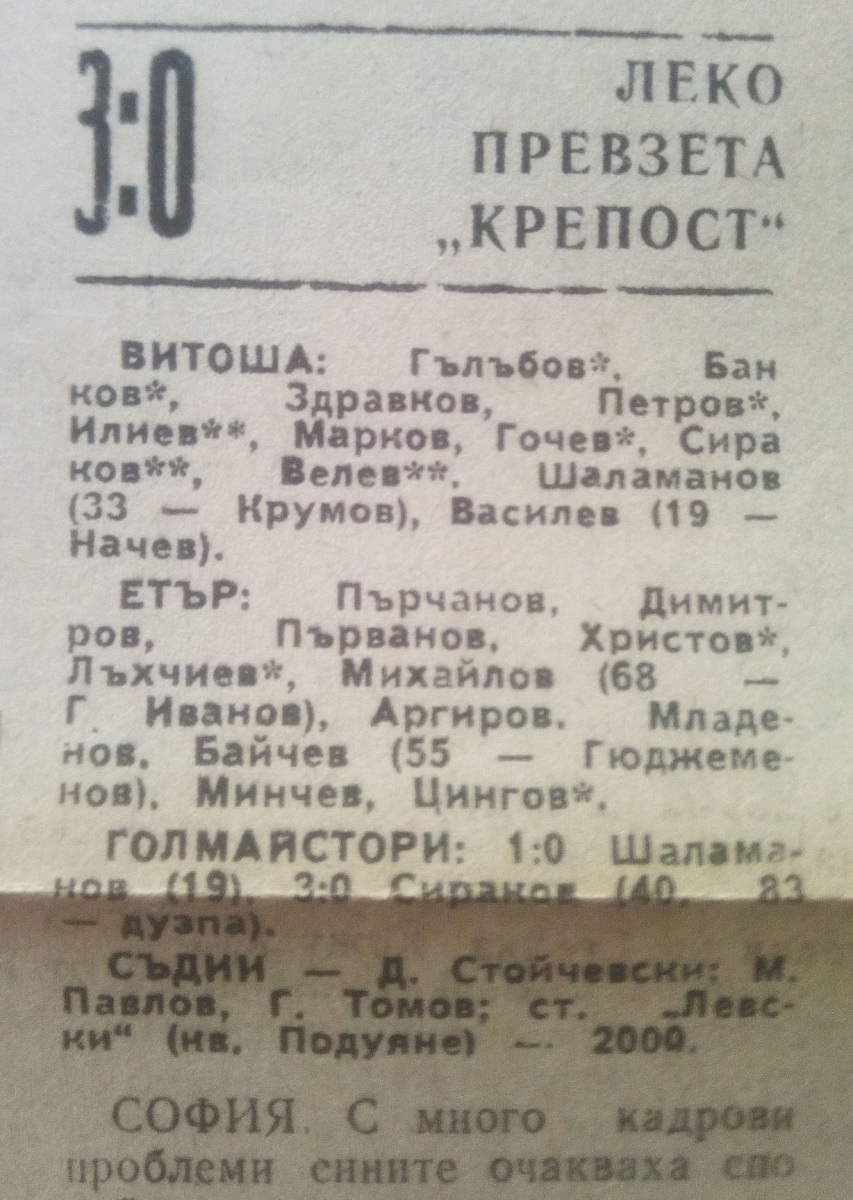 3:0
ЛЕКО
ПРЕВЗЕТА
„КРЕПОСТ“
ВИТОША: Гълъбов*, Бан
ков*, Здравков, Петров*,
Илиев**, Марков, Гочев*, Сира
ков**, Велев**. Шаламанов
(33 — Крумов), Василев (19 —
Начев).
ЕТЪР: Пърчанов, Димит-
ров, Първанов, Христов*,
Лъхчиев*, Михайлов (68 —
Г. Иванов), Аргиров. Младе-
нов, Байчев (55 — Гюджеме-
нов), Минчев, Цингов*.
ГОЛМАЙСТОРИ: 1:0 Шалама-
нов (19), 3:0 Сираков (40, 83
— дузпа).
СЪДИИ — Д. Стойчевски: М.
Павлов, Г. Томов; ст. „Левс-
ки“ (кв. Подуяне) — 2000.
СОФИЯ. С много кадрови
проблеми сините очакваха спо